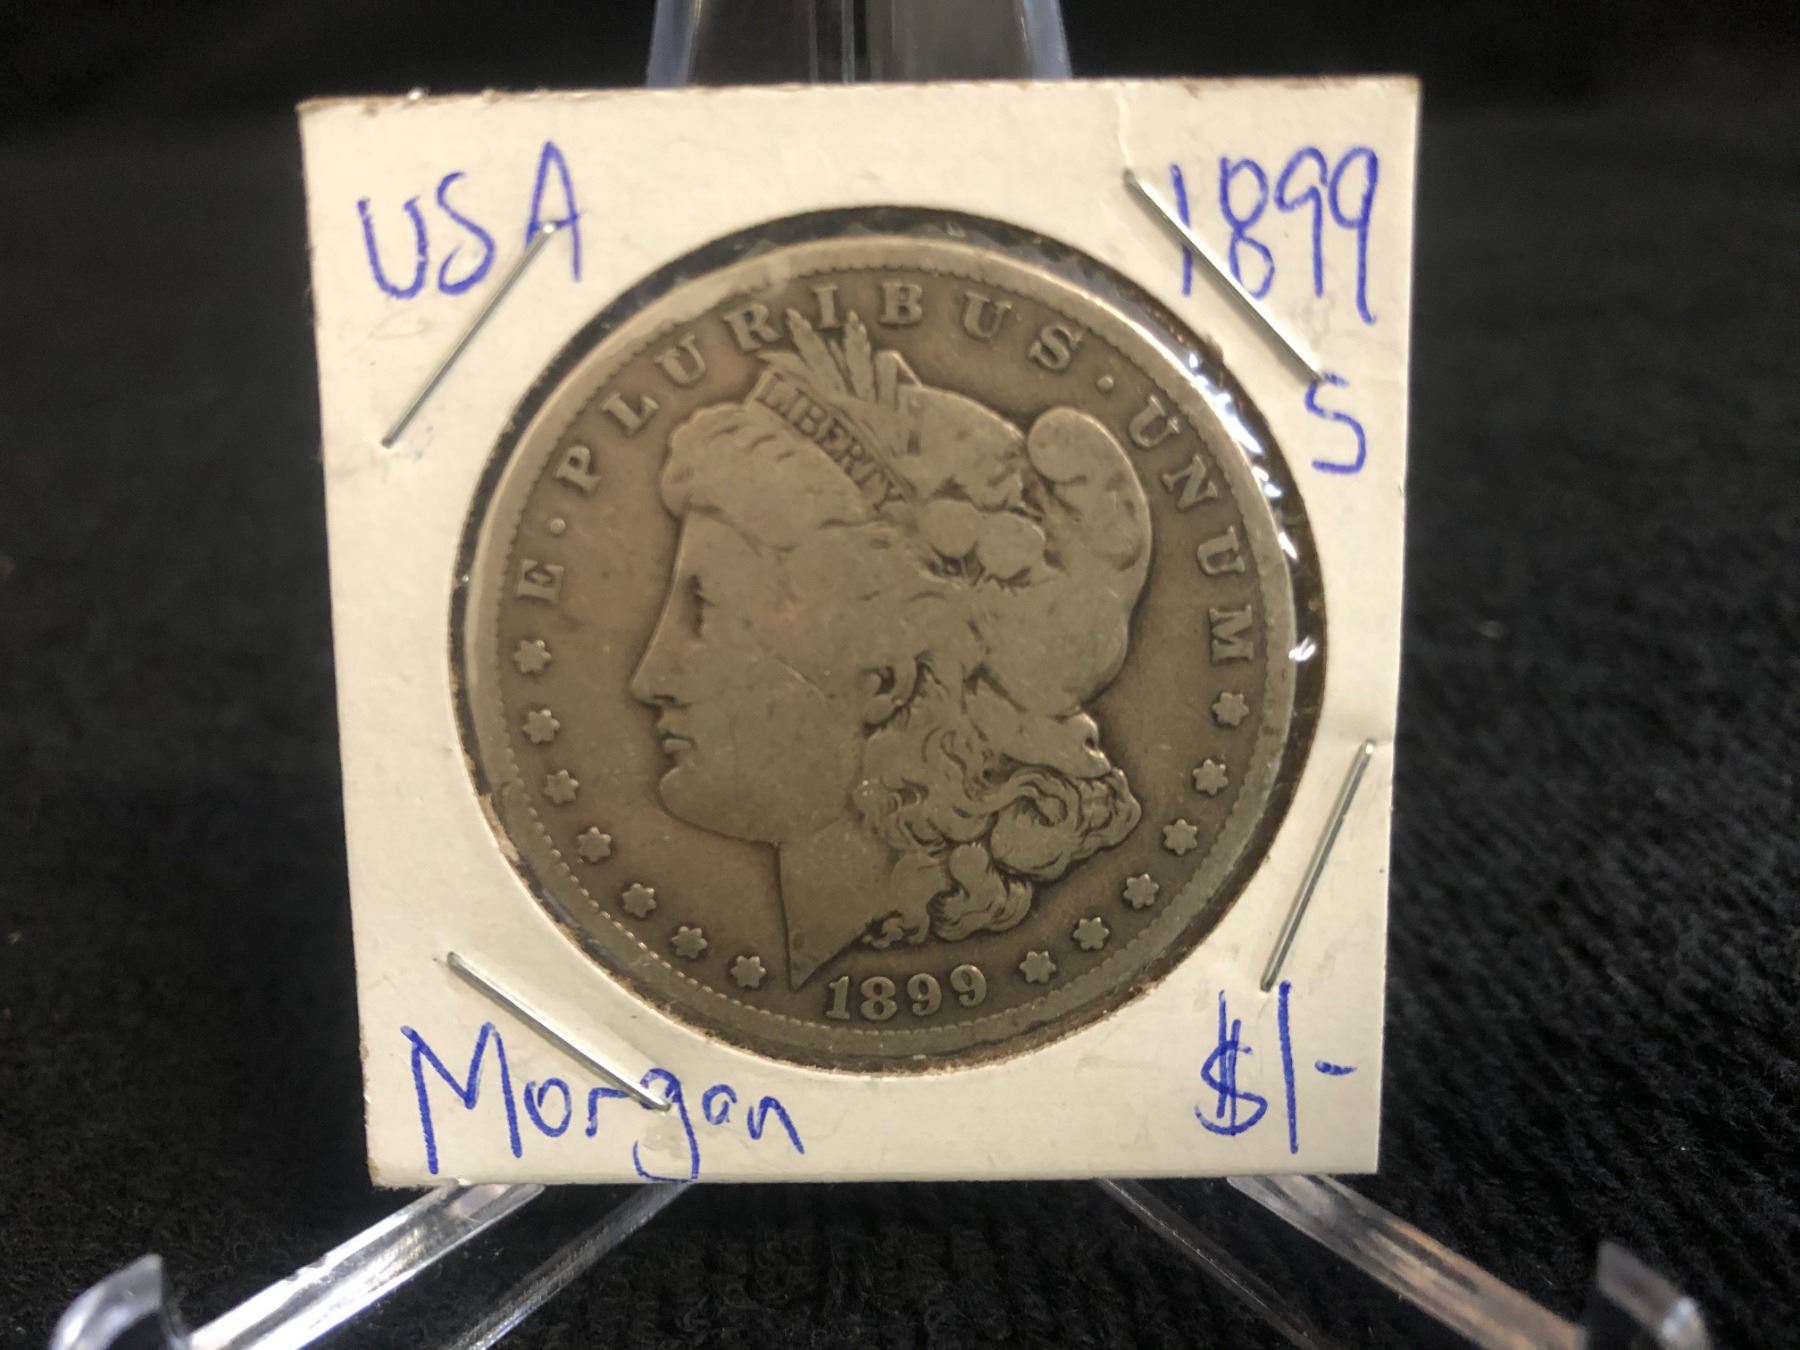 USA
1899
S
E · PLURIBUS · UNUM
LIBERTY
1899
Morgan
$1-